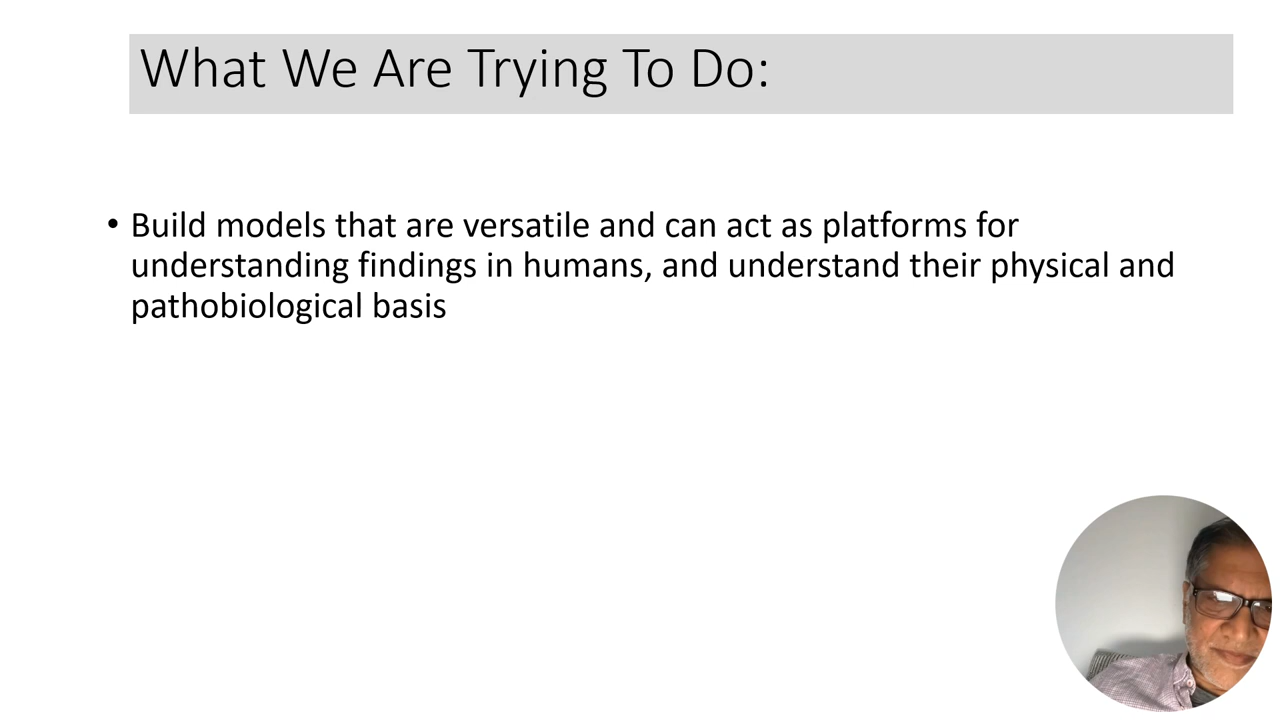 What We Are Trying To Do:
• Build models that are versatile and can act as platforms for
understanding findings in humans, and understand their physical and
pathobiological basis